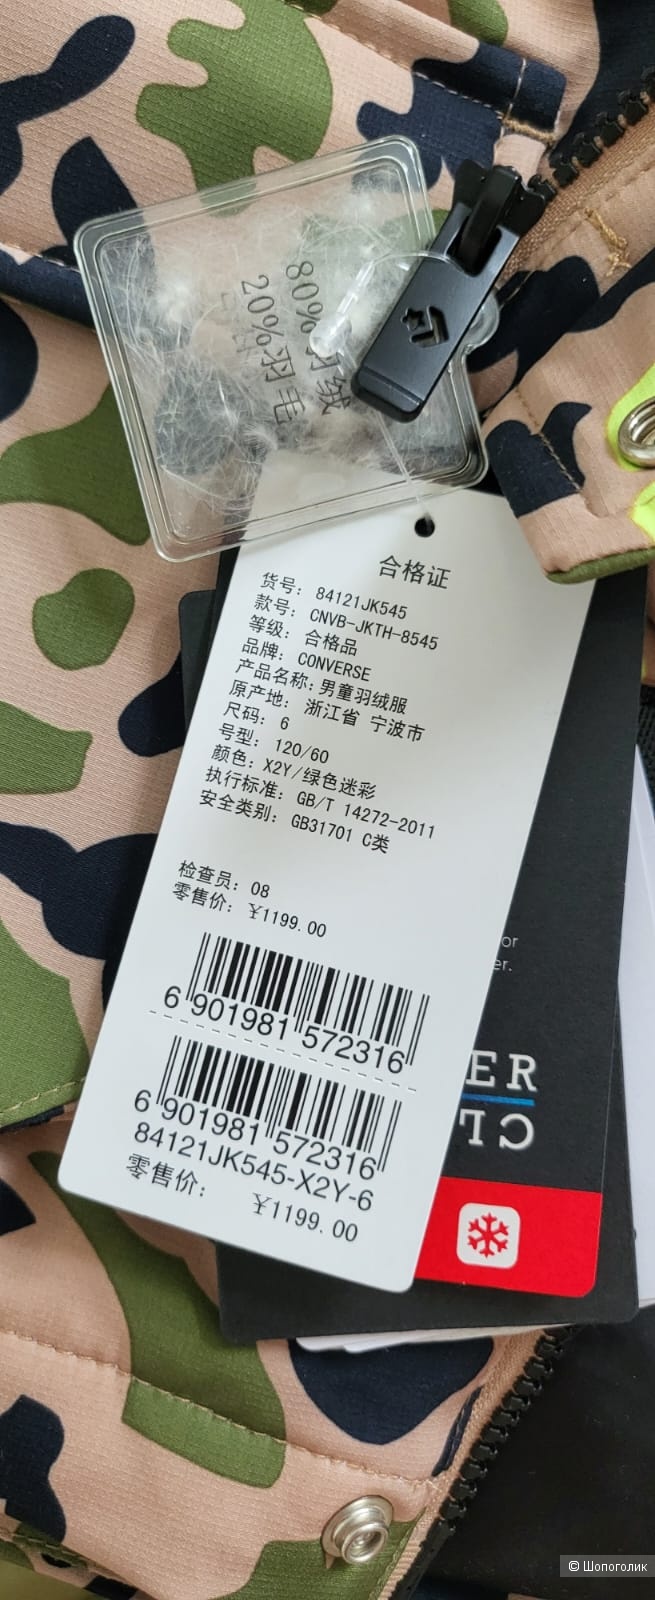 80%羽绒
20%羽毛
合格证
货号: 84121JK545
款号: CNVB-JKTH-8545
等级: 合格品
品牌: CONVERSE
产品名称: 男童羽绒服
原产地: 浙江省 宁波市
尺码: 6
号型: 120/60
颜色: X2Y/绿色迷彩
执行标准: GB/T 14272-2011
安全类别: GB31701 C类
检查员: 08
零售价: ¥1199.00
6 901981 572316
6 901981 572316
84121JK545-X2Y-6
零售价: ¥1199.00
or
er.
ER
© Шопоголик